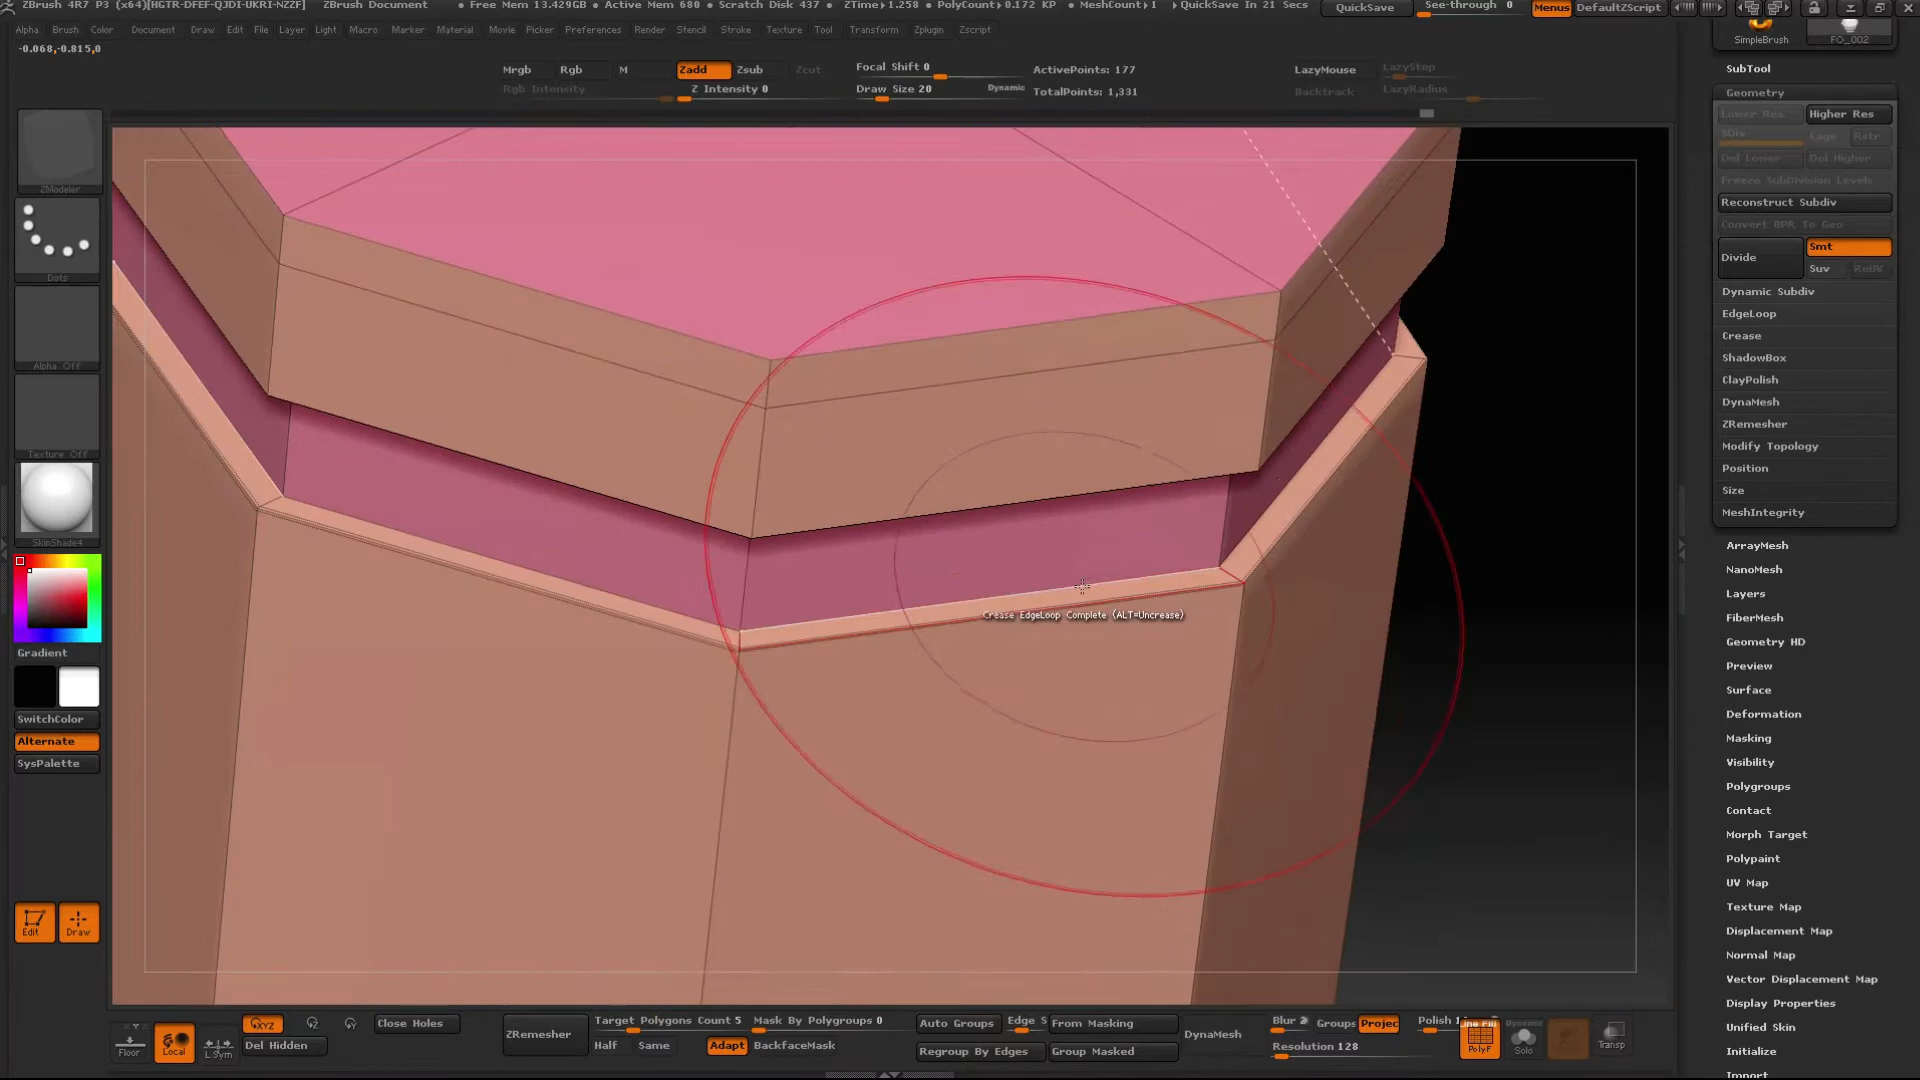 ZBrush 4R7 P3 (x64)[HGTR-DFEF-QJDI-UKRI-NZZF] ZBrush Document • Free Mem 13.429GB • Active Mem 680 • Scratch Disk 437 • ZTime▸1.258 • PolyCount▸0.172 KP • MeshCount▸1 • QuickSave In 21 Secs QuickSave See-through 0 Menus DefaultZScript
Alpha Brush Color Document Draw Edit File Layer Light Macro Marker Material Movie Picker Preferences Render Stencil Stroke Texture Tool Transform Zplugin Zscript
-0.068,-0.815,0
Mrgb Rgb M Zadd Zsub Zcut Focal Shift 0 ActivePoints: 177 LazyMouse LazyStep
Rgb Intensity Z Intensity 0 Draw Size 20 Dynamic TotalPoints: 1,331 Backtrack LazyRadius
ZModeler
Dots
Alpha Off
Texture Off
SkinShade4
Gradient
SwitchColor
Alternate
SysPalette
Edit Draw
Crease EdgeLoop Complete (ALT=Uncrease)
SimpleBrush FO_002
SubTool
Geometry
Lower Res Higher Res
SDiv Cage Rstr
Del Lower Del Higher
Freeze SubDivision Levels
Reconstruct Subdiv
Convert BPR To Geo
Divide Smt
Suv ReUV
Dynamic Subdiv
EdgeLoop
Crease
ShadowBox
ClayPolish
DynaMesh
ZRemesher
Modify Topology
Position
Size
MeshIntegrity
ArrayMesh
NanoMesh
Layers
FiberMesh
Geometry HD
Preview
Surface
Deformation
Masking
Visibility
Polygroups
Contact
Morph Target
Polypaint
UV Map
Texture Map
Displacement Map
Normal Map
Vector Displacement Map
Display Properties
Unified Skin
Initialize
Import
Floor Local L.Sym XYZ Close Holes
Del Hidden
ZRemesher Target Polygons Count 5 Mask By Polygroups 0
Half Same Adapt BackfaceMask
Auto Groups Edge S From Masking
Regroup By Edges Group Masked
DynaMesh Blur 2 Groups Projec Polish 1
Resolution 128
Line Fill
PolyF
Dynamic
Solo
Transp